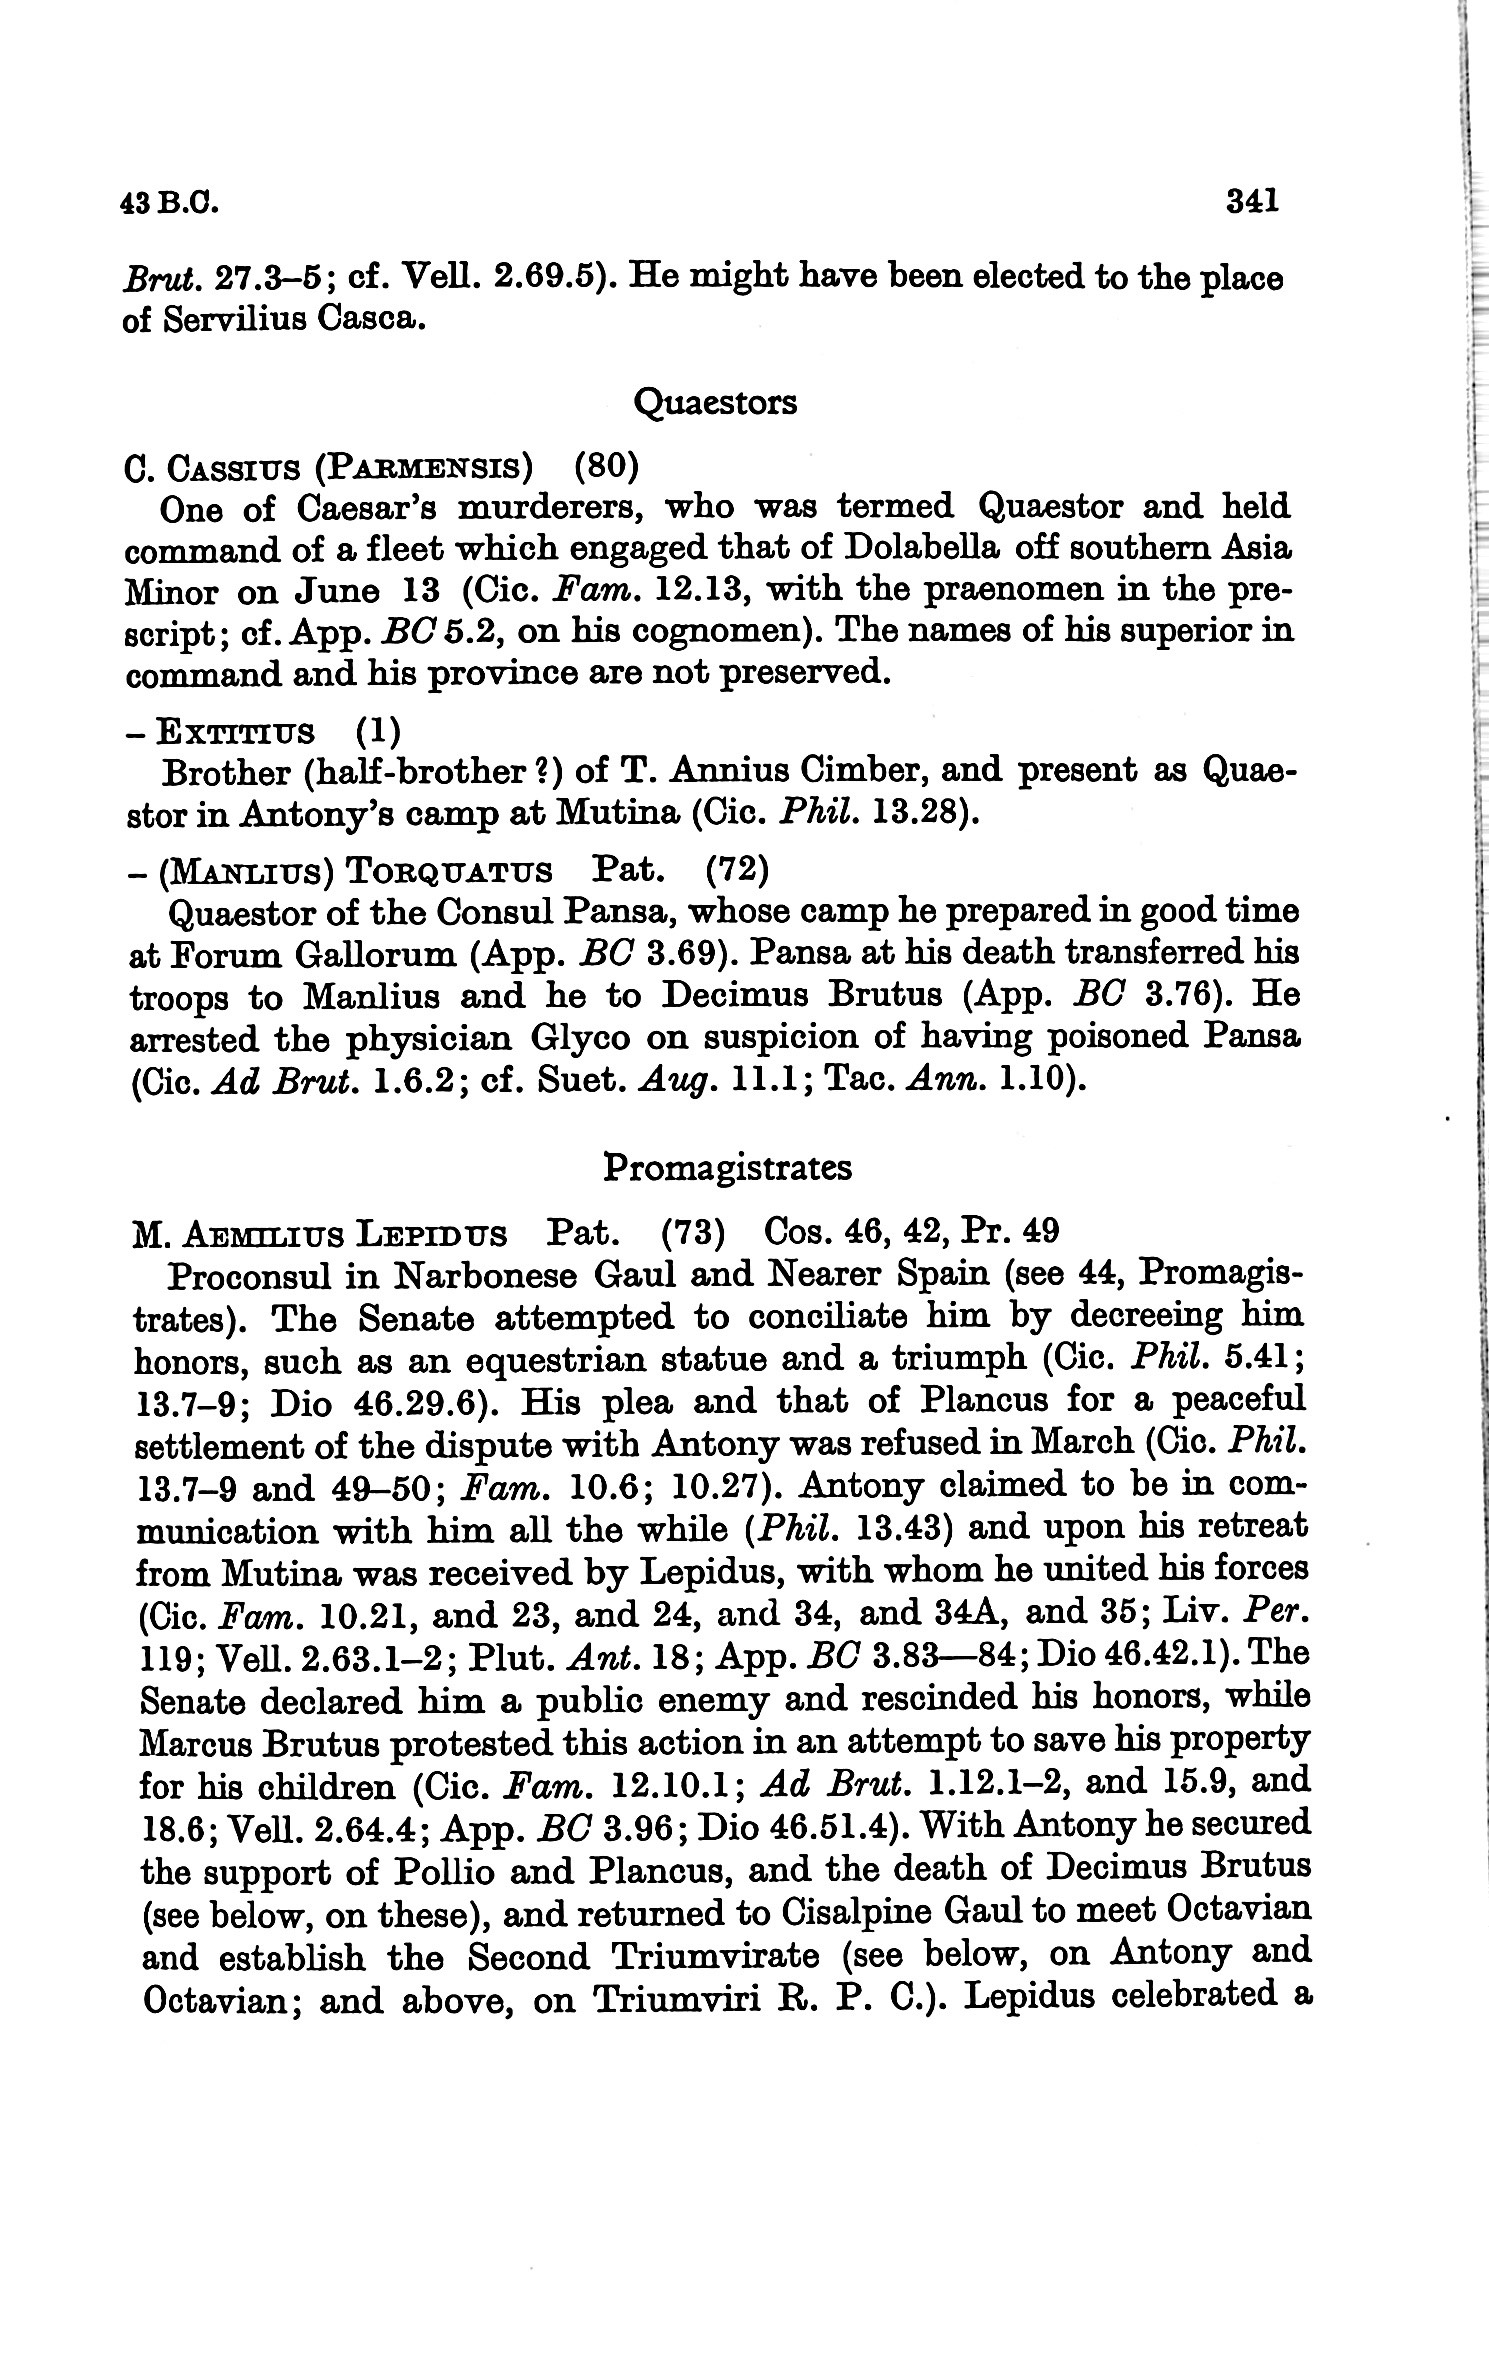 43 B.C. 341
Brut. 27.3–5; cf. Vell. 2.69.5). He might have been elected to the place
of Servilius Casca.
Quaestors
C. CASSIUS (PARMENSIS) (80)
One of Caesar's murderers, who was termed Quaestor and held
command of a fleet which engaged that of Dolabella off southern Asia
Minor on June 13 (Cic. Fam. 12.13, with the praenomen in the pre-
script; cf. App. BC 5.2, on his cognomen). The names of his superior in
command and his province are not preserved.
– EXTITIUS (1)
Brother (half-brother ?) of T. Annius Cimber, and present as Quae-
stor in Antony's camp at Mutina (Cic. Phil. 13.28).
– (MANLIUS) TORQUATUS Pat. (72)
Quaestor of the Consul Pansa, whose camp he prepared in good time
at Forum Gallorum (App. BC 3.69). Pansa at his death transferred his
troops to Manlius and he to Decimus Brutus (App. BC 3.76). He
arrested the physician Glyco on suspicion of having poisoned Pansa
(Cic. Ad Brut. 1.6.2; cf. Suet. Aug. 11.1; Tac. Ann. 1.10).
Promagistrates
M. AEMILIUS LEPIDUS Pat. (73) Cos. 46, 42, Pr. 49
Proconsul in Narbonese Gaul and Nearer Spain (see 44, Promagis-
trates). The Senate attempted to conciliate him by decreeing him
honors, such as an equestrian statue and a triumph (Cic. Phil. 5.41;
13.7–9; Dio 46.29.6). His plea and that of Plancus for a peaceful
settlement of the dispute with Antony was refused in March (Cic. Phil.
13.7–9 and 49–50; Fam. 10.6; 10.27). Antony claimed to be in com-
munication with him all the while (Phil. 13.43) and upon his retreat
from Mutina was received by Lepidus, with whom he united his forces
(Cic. Fam. 10.21, and 23, and 24, and 34, and 34A, and 35; Liv. Per.
119; Vell. 2.63.1–2; Plut. Ant. 18; App. BC 3.83—84; Dio 46.42.1). The
Senate declared him a public enemy and rescinded his honors, while
Marcus Brutus protested this action in an attempt to save his property
for his children (Cic. Fam. 12.10.1; Ad Brut. 1.12.1–2, and 15.9, and
18.6; Vell. 2.64.4; App. BC 3.96; Dio 46.51.4). With Antony he secured
the support of Pollio and Plancus, and the death of Decimus Brutus
(see below, on these), and returned to Cisalpine Gaul to meet Octavian
and establish the Second Triumvirate (see below, on Antony and
Octavian; and above, on Triumviri R. P. C.). Lepidus celebrated a